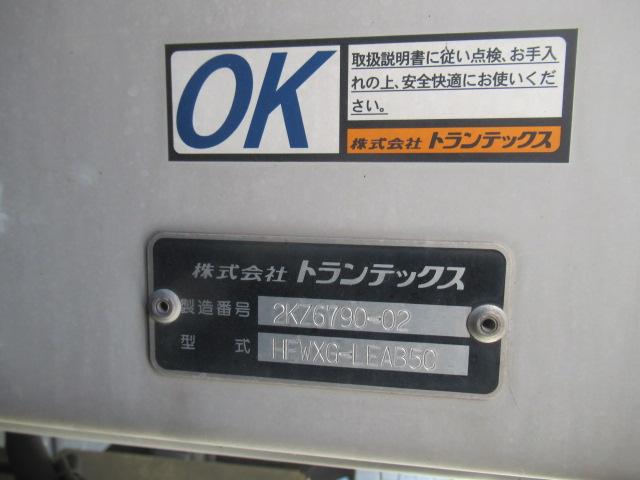 OK
取扱説明書に従い点検、お手入
れの上、安全快適にお使いくだ
さい。
株式会社 トランテックス
株式会社 トランテックス
製造番号 2KZ6790-02
型式 HFWXG-LEAB50